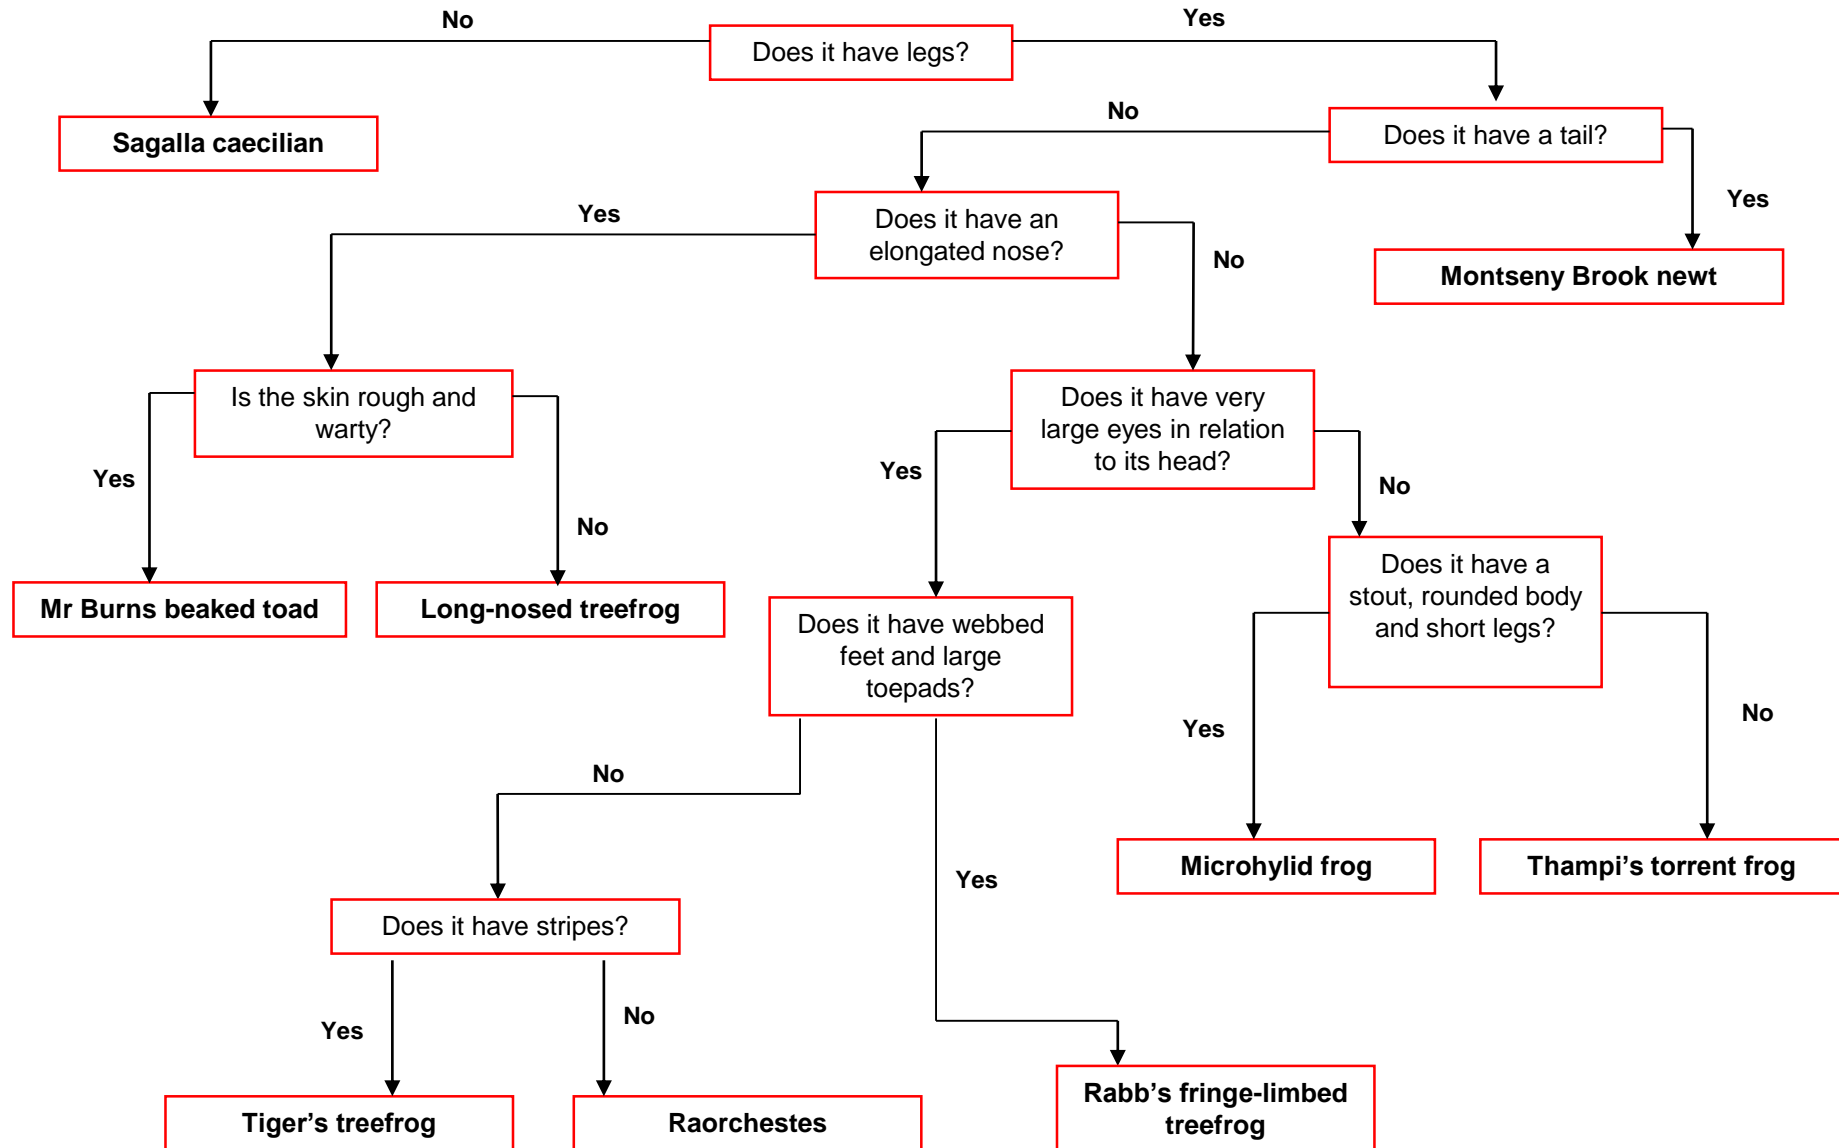 No
Yes
Does it have legs?
Sagalla caecilian
No
Does it have a tail?
Yes
Does it have an
elongated nose?
No
Yes
Montseny Brook newt
Is the skin rough and
warty?
Does it have very
large eyes in relation
to its head?
Yes
No
Yes
No
Mr Burns beaked toad
Long-nosed treefrog
Does it have webbed
feet and large
toepads?
Does it have a
stout, rounded body
and short legs?
Yes
No
No
Yes
Microhylid frog
Thampi’s torrent frog
Does it have stripes?
Yes
No
Tiger’s treefrog
Raorchestes
Rabb’s fringe-limbed
treefrog